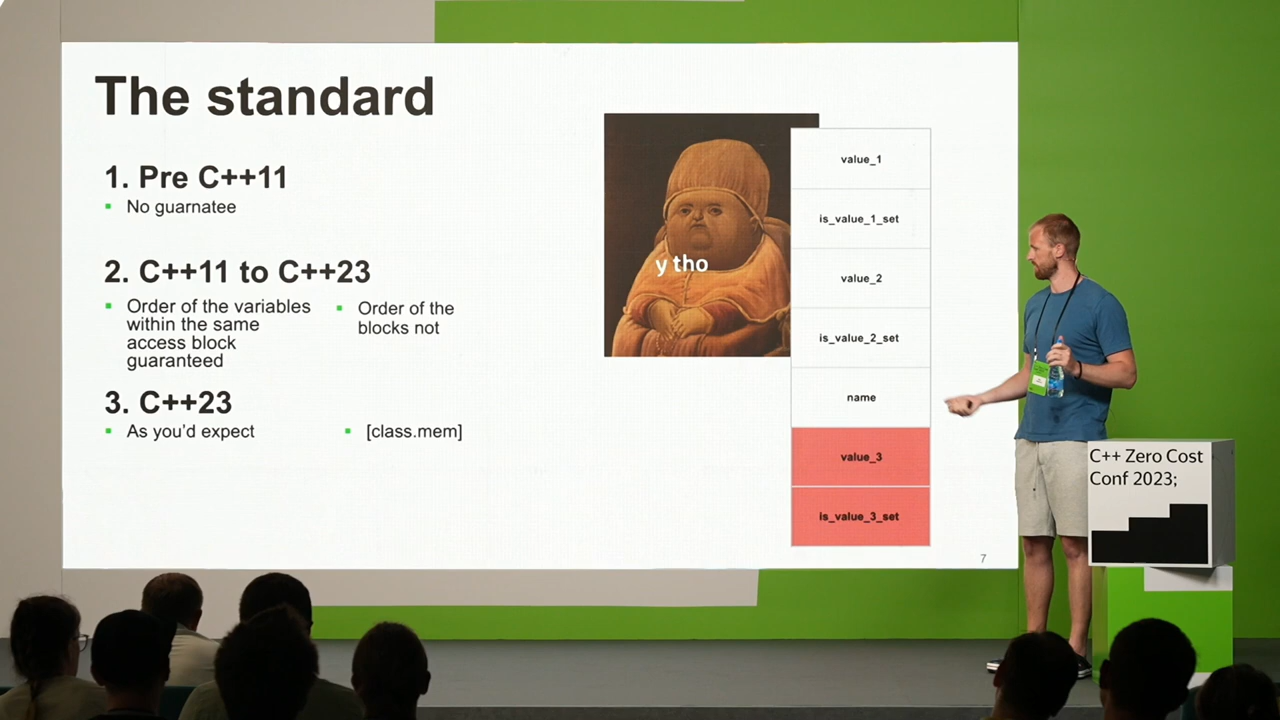 The standard
1. Pre C++11
No guarnatee
2. C++11 to C++23
Order of the variables
within the same
access block
guaranteed
Order of the
blocks not
3. C++23
As you'd expect
[class.mem]
y tho
value_1
is_value_1_set
value_2
is_value_2_set
name
value_3
is_value_3_set
7
C++ Zero Cost
Conf 2023;